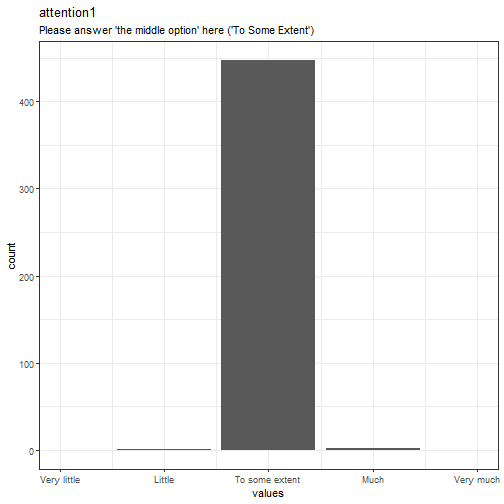 attention1
Please answer 'the middle option' here ('To Some Extent')
400
300
200
100
0
count
Very little Little To some extent Much Very much
values